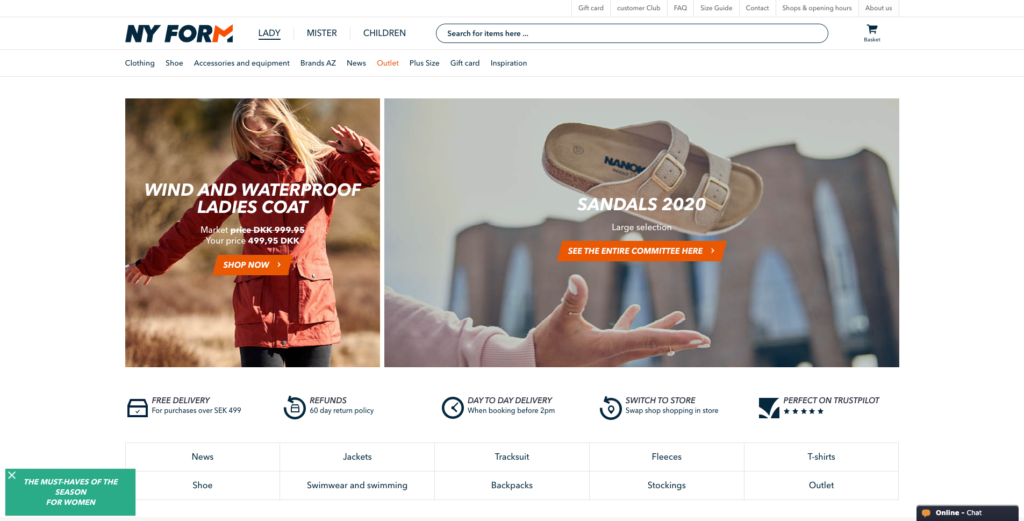 Gift card
customer Club
FAQ
Size Guide
Contact
Shops & opening hours
About us
NY FORM
LADY
MISTER
CHILDREN
Search for items here ...
Basket
Clothing
Shoe
Accessories and equipment
Brands AZ
News
Outlet
Plus Size
Gift card
Inspiration
WIND AND WATERPROOF
LADIES COAT
Market price DKK 999.95
Your price 499,95 DKK
SHOP NOW
SANDALS 2020
Large selection
SEE THE ENTIRE COMMITTEE HERE
FREE DELIVERY
For purchases over SEK 499
REFUNDS
60 day return policy
DAY TO DAY DELIVERY
When booking before 2pm
SWITCH TO STORE
Swap shop shopping in store
PERFECT ON TRUSTPILOT
News
Jackets
Tracksuit
Fleeces
T-shirts
Shoe
Swimwear and swimming
Backpacks
Stockings
Outlet
THE MUST-HAVES OF THE
SEASON
FOR WOMEN
Online - Chat